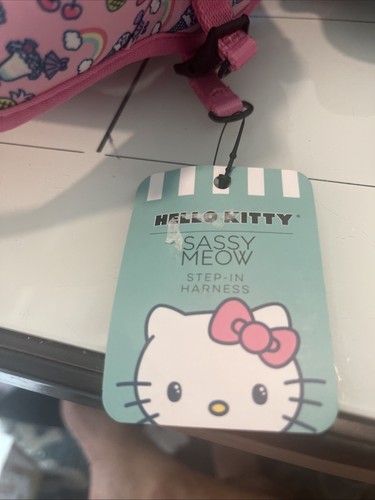 HELLO KITTY®
SASSY
MEOW
STEP-IN
HARNESS